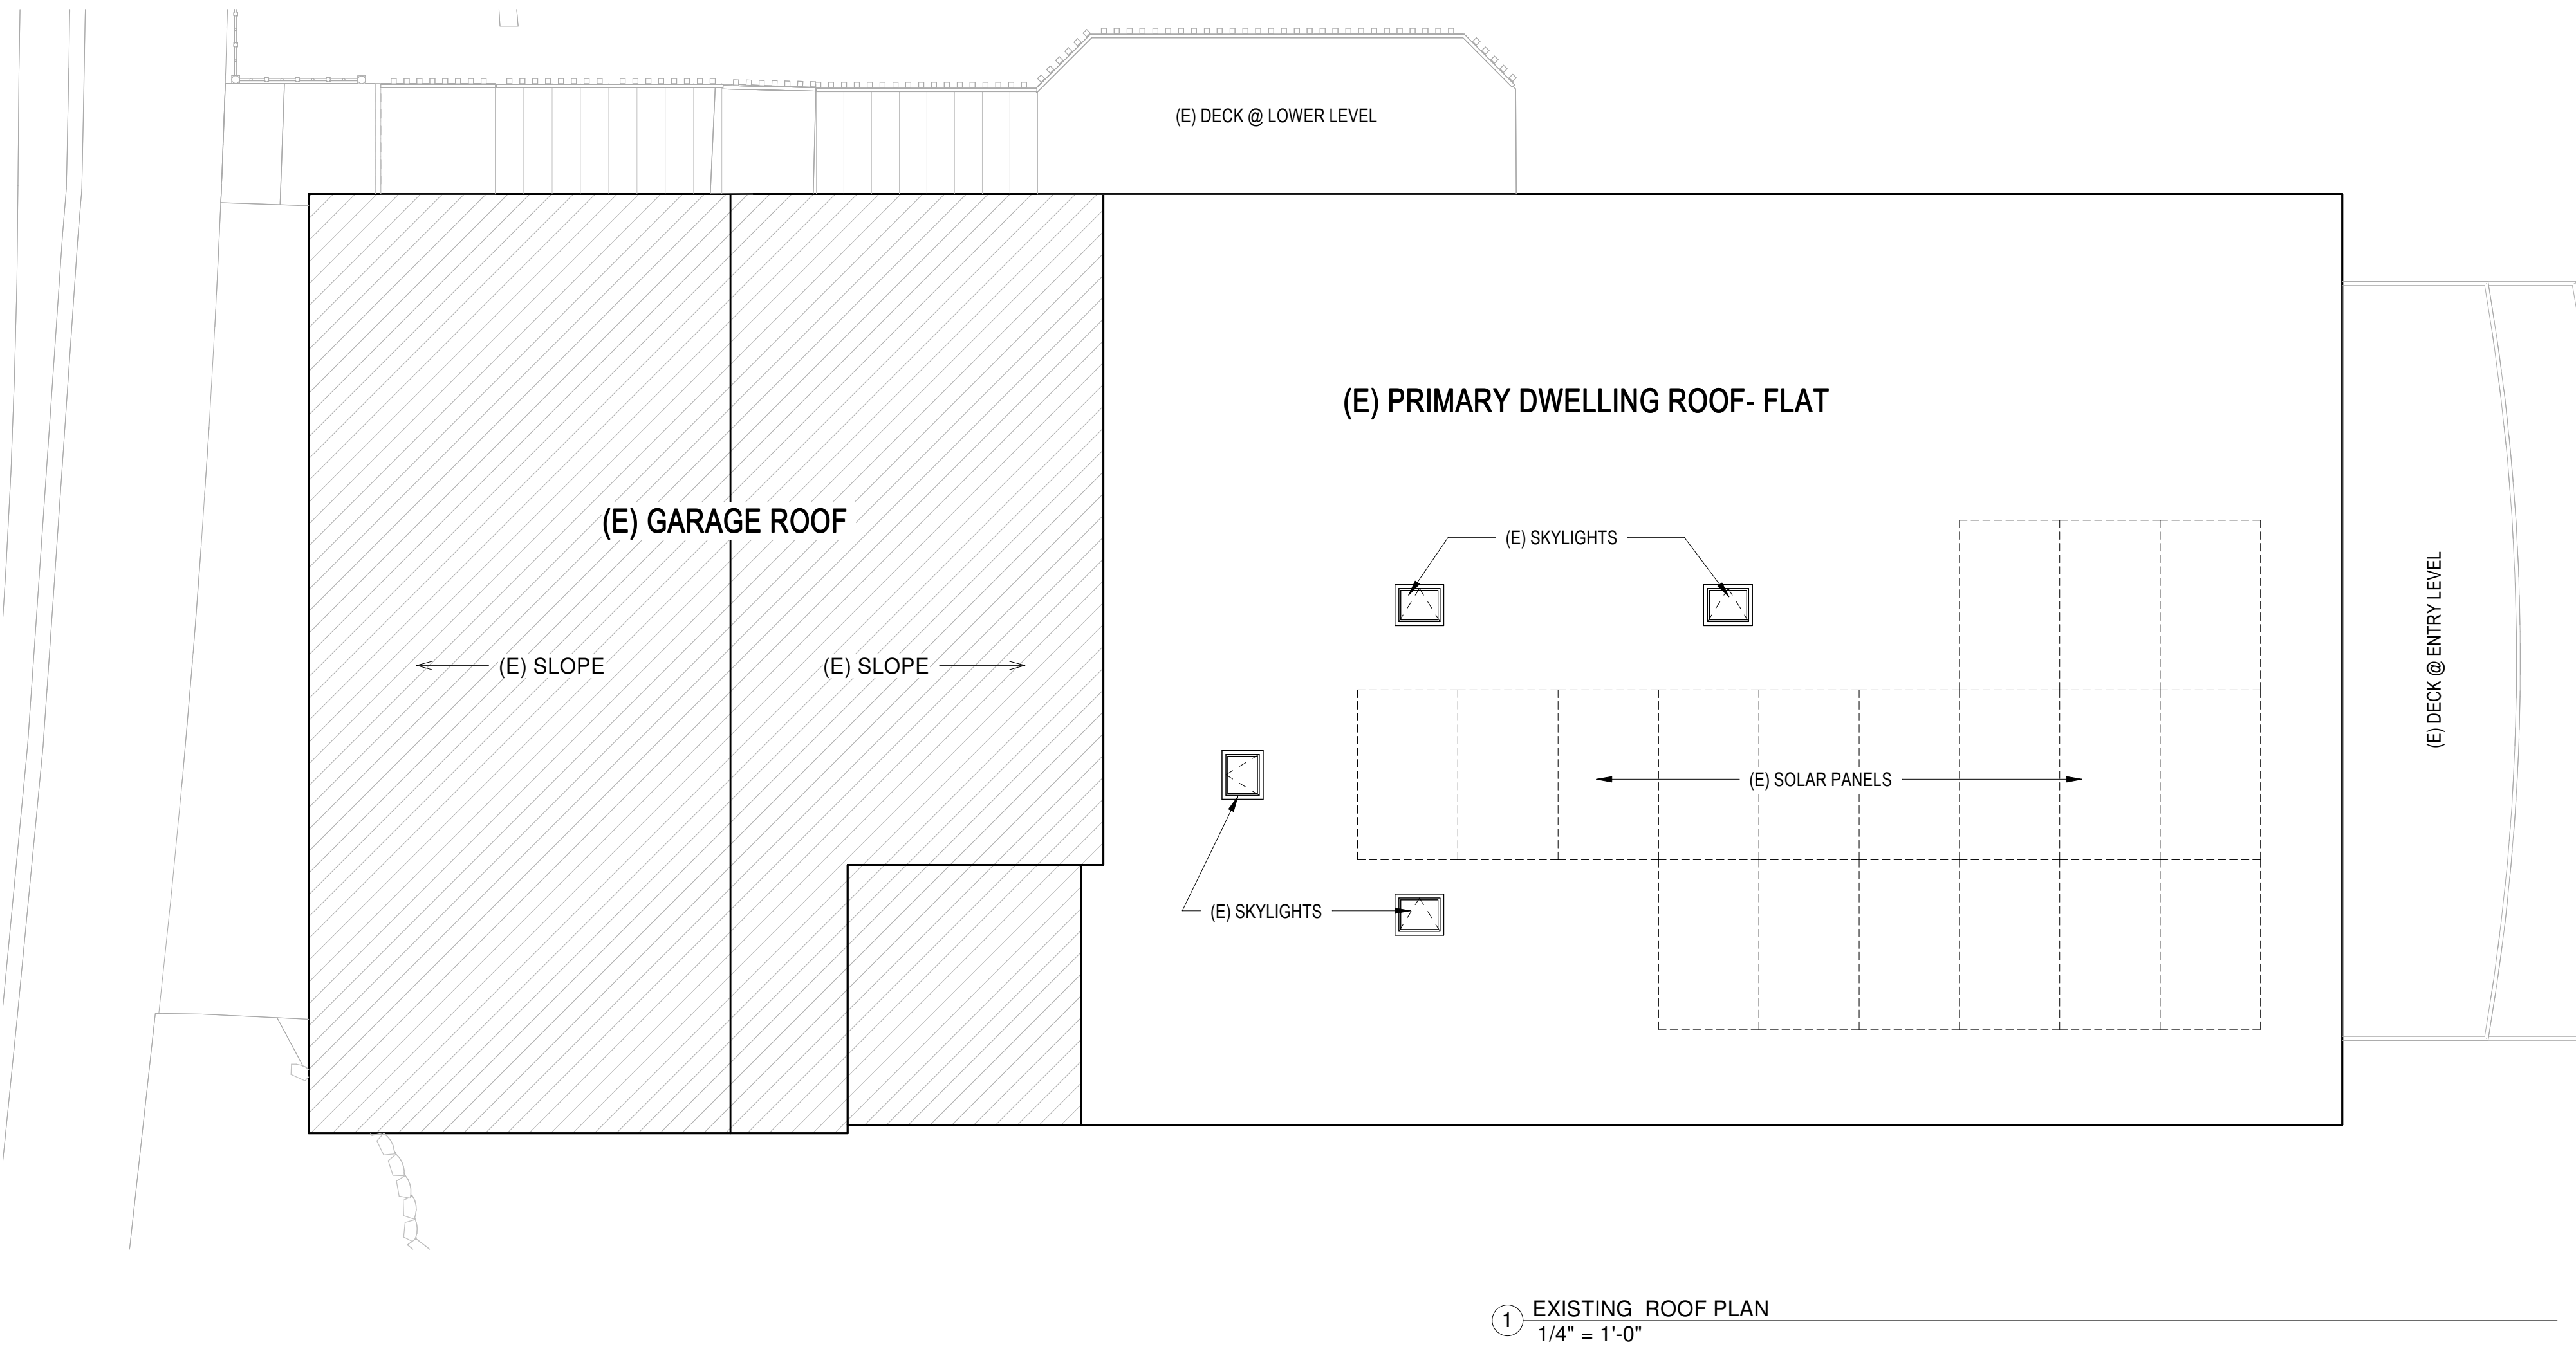 (E) DECK @ LOWER LEVEL
(E) PRIMARY DWELLING ROOF- FLAT
(E) GARAGE ROOF
(E) SKYLIGHTS
(E) SLOPE
(E) SLOPE
(E) DECK @ ENTRY LEVEL
(E) SOLAR PANELS
(E) SKYLIGHTS
1
EXISTING ROOF PLAN
1/4" = 1'-0"